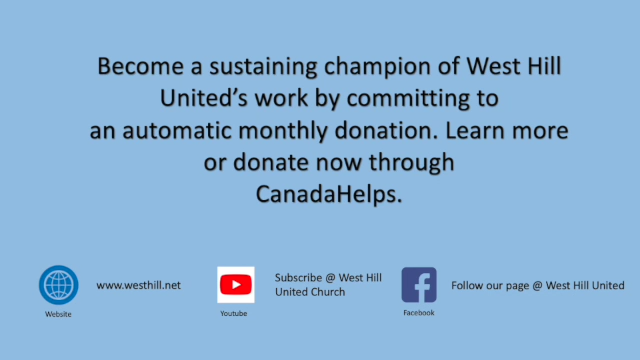 Become a sustaining champion of West Hill
United’s work by committing to
an automatic monthly donation. Learn more
or donate now through
CanadaHelps.
www.westhill.net
Website
Subscribe @ West Hill
United Church
Youtube
Follow our page @ West Hill United
Facebook